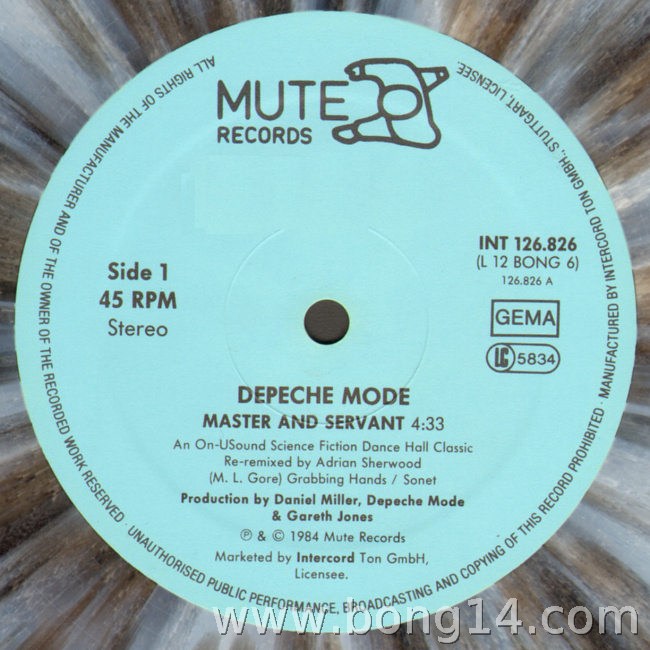 MUTE
RECORDS
Side 1
45 RPM
Stereo
INT 126.826
(L 12 BONG 6)
126.826 A
GEMA
LC 5834
DEPECHE MODE
MASTER AND SERVANT 4:33
An On-USound Science Fiction Dance Hall Classic
Re-remixed by Adrian Sherwood
(M. L. Gore) Grabbing Hands / Sonet
Production by Daniel Miller, Depeche Mode
& Gareth Jones
℗ & © 1984 Mute Records
Marketed by Intercord Ton GmbH,
Licensee.
ALL RIGHTS OF THE MANUFACTURER AND OF THE OWNER OF THE RECORDED WORK RESERVED · UNAUTHORISED PUBLIC PERFORMANCE, BROADCASTING AND COPYING OF THIS RECORD PROHIBITED · MANUFACTURED BY INTERCORD TON GMBH., STUTTGART, LICENSEE.
www.bong14.com